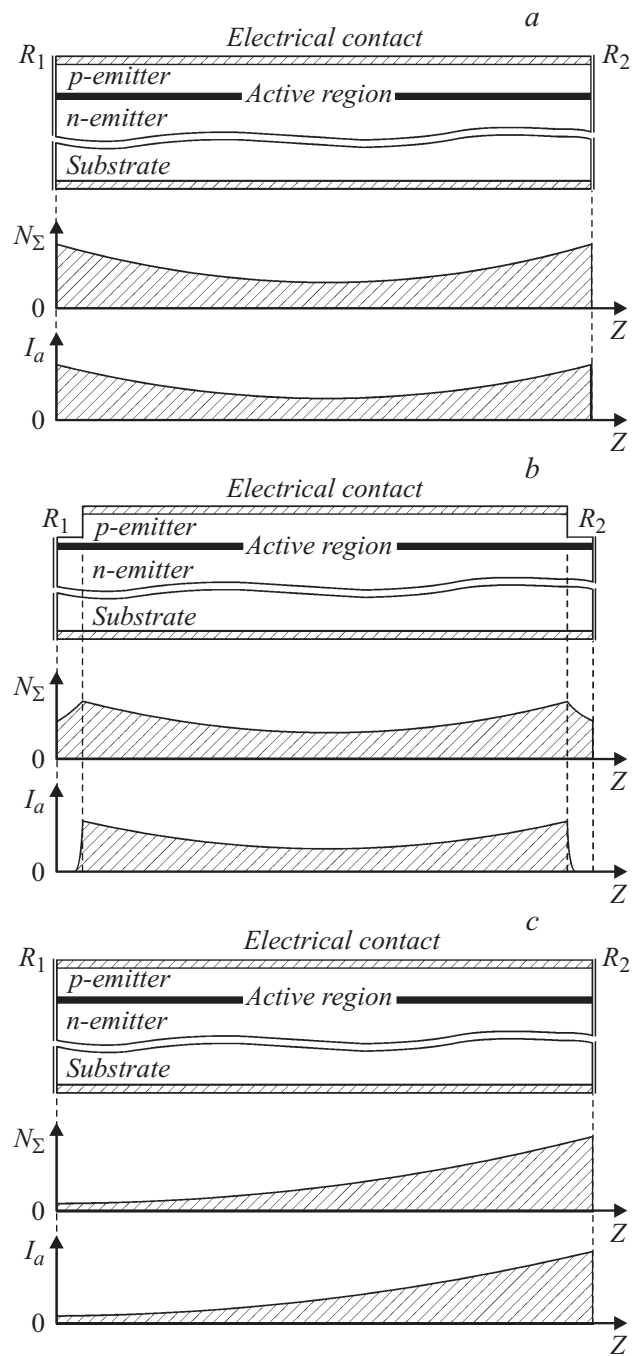 a
Electrical contact
R1 R2
p-emitter
Active region
n-emitter
Substrate
NΣ
0
Z
Ia
0
Z
b
Electrical contact
R1 R2
p-emitter
Active region
n-emitter
Substrate
NΣ
0
Z
Ia
0
Z
c
Electrical contact
R1 R2
p-emitter
Active region
n-emitter
Substrate
NΣ
0
Z
Ia
0
Z